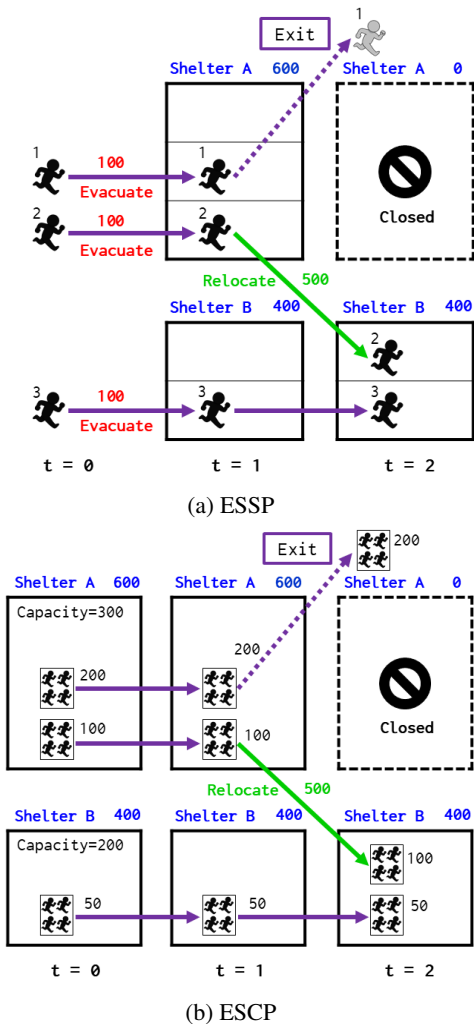 1
Exit
Shelter A 600
Shelter A 0
1
100
1
Evacuate
2
100
2
Evacuate
Closed
Relocate 500
Shelter B 400
Shelter B 400
2
3
100
3
3
Evacuate
t = 0
t = 1
t = 2
(a) ESSP
Exit
200
Shelter A 600
Shelter A 600
Shelter A 0
Capacity=300
200
200
100
100
Closed
Relocate 500
Shelter B 400
Shelter B 400
Shelter B 400
Capacity=200
100
50
50
50
t = 0
t = 1
t = 2
(b) ESCP